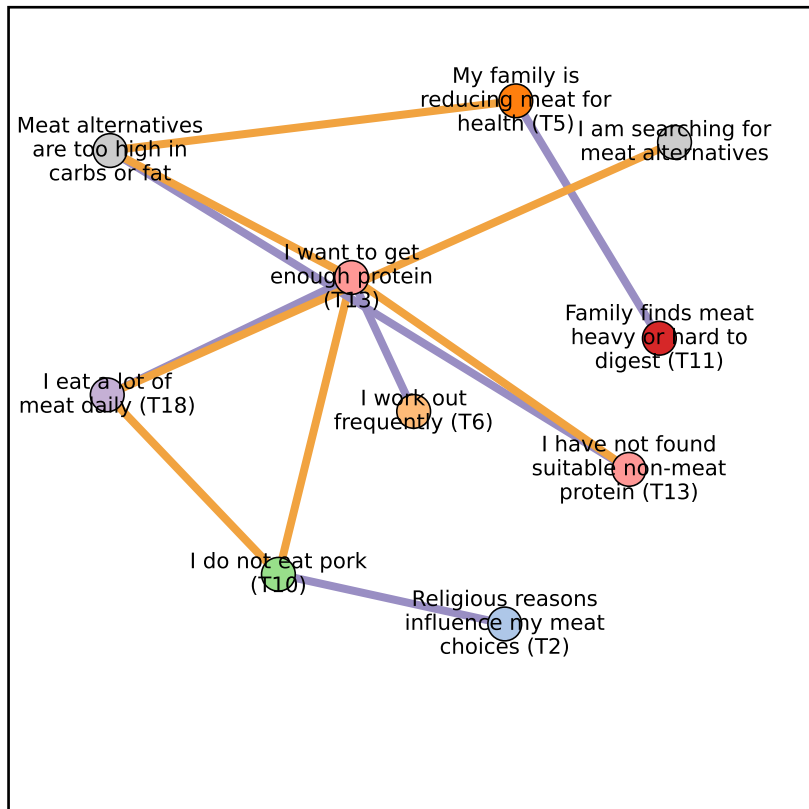 My family is
reducing meat for
health (T5)
I am searching for
meat alternatives
Meat alternatives
are too high in
carbs or fat
I want to get
enough protein
(T13)
Family finds meat
heavy or hard to
digest (T11)
I eat a lot of
meat daily (T18)
I work out
frequently (T6)
I have not found
suitable non-meat
protein (T13)
I do not eat pork
(T10)
Religious reasons
influence my meat
choices (T2)